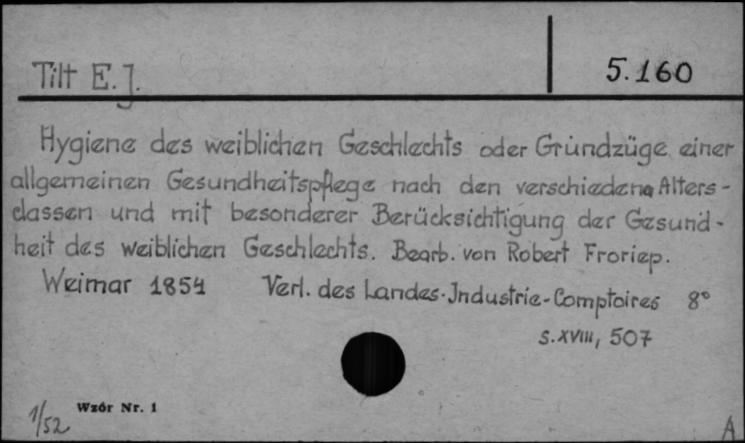 Tilt E.J.
5.160
Hygiene des weiblichen Geschlechts oder Gründzüge einer
allgemeinen Gesundheitspflege nach den verschiedene Alters-
classen und mit besonderer Berücksichtigung der Gesund-
heit des weiblichen Geschlechts. Bearb. von Robert Froriep.
Weimar 1854 Verl. des Landes-Industrie-Comptoires 8°
s. XVIII, 507
Wzór Nr. 1
1/52
A